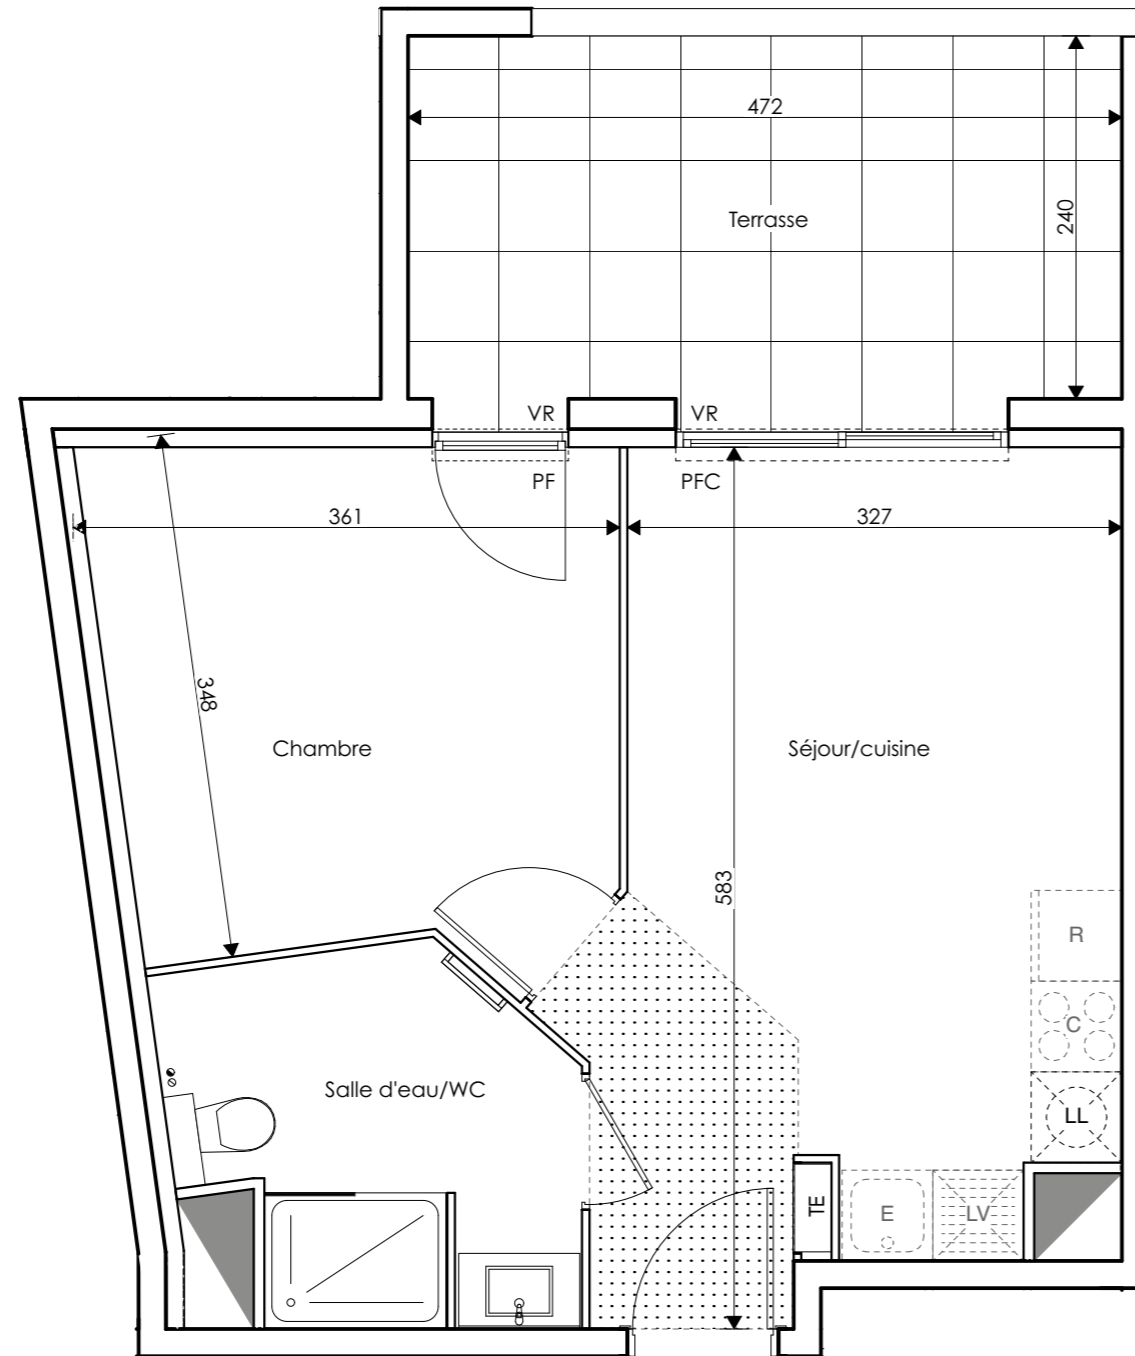 472
240
Terrasse
VR
VR
PF
PFC
361
327
348
Chambre
Séjour/cuisine
583
R
C
Salle d'eau/WC
LL
TE
E
LV